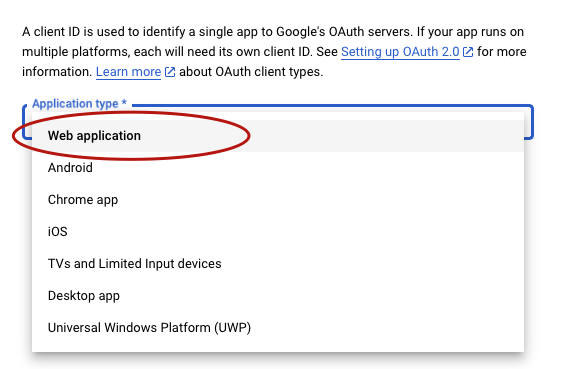 A client ID is used to identify a single app to Google's OAuth servers. If your app runs on
multiple platforms, each will need its own client ID. See Setting up OAuth 2.0 for more
information. Learn more about OAuth client types.
Application type *
Web application
Android
Chrome app
iOS
TVs and Limited Input devices
Desktop app
Universal Windows Platform (UWP)